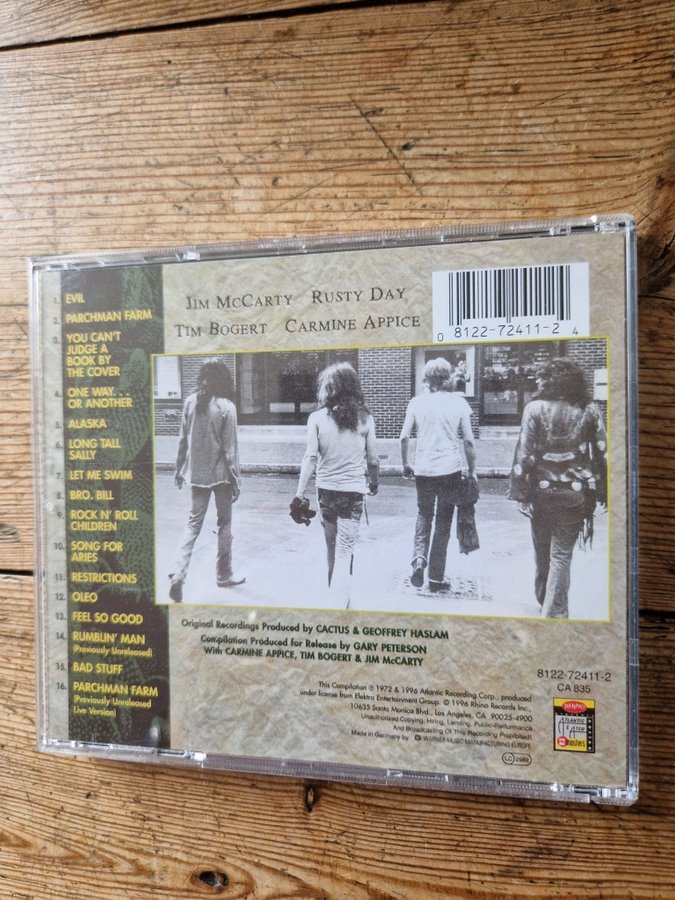 1. EVIL
2. PARCHMAN FARM
3. YOU CAN'T
JUDGE A
BOOK BY
THE COVER
4. ONE WAY...
OR ANOTHER
5. ALASKA
6. LONG TALL
SALLY
7. LET ME SWIM
8. BRO. BILL
9. ROCK N' ROLL
CHILDREN
10. SONG FOR
ARIES
11. RESTRICTIONS
12. OLEO
13. FEEL SO GOOD
14. RUMBLIN' MAN
(Previously Unreleased)
15. BAD STUFF
16. PARCHMAN FARM
(Previously Unreleased
Live Version)
JIM MCCARTY RUSTY DAY
TIM BOGERT CARMINE APPICE
0 8122-72411-2 4
Original Recordings Produced by CACTUS & GEOFFREY HASLAM
Compilation Produced for Release by GARY PETERSON
With CARMINE APPICE, TIM BOGERT & JIM McCARTY
This Compilation ℗ 1972 & 1996 Atlantic Recording Corp., produced
under license from Elektro Entertainment Group. © 1996 Rhino Records Inc.,
10635 Santa Monica Blvd., Los Angeles, CA 90025-4900
Unauthorized Copying, Hiring, Lending, Public Performance
And Broadcasting Of This Recording Prohibited!
Made in Germany by WARNER MUSIC MANUFACTURING EUROPE
8122-72411-2
CA 835
RHINO
ATLANTIC
& ATCO
masters
LC 2982